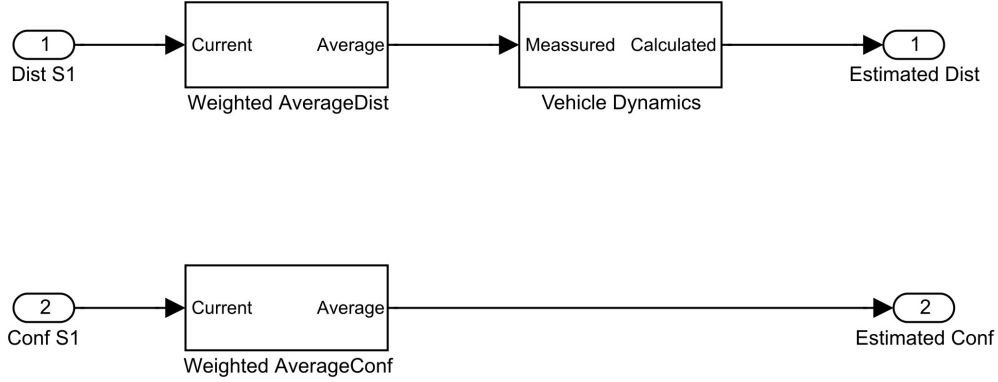 1
Current
Average
Meassured
Calculated
1
Dist S1
Weighted AverageDist
Vehicle Dynamics
Estimated Dist
2
Current
Average
2
Conf S1
Weighted AverageConf
Estimated Conf